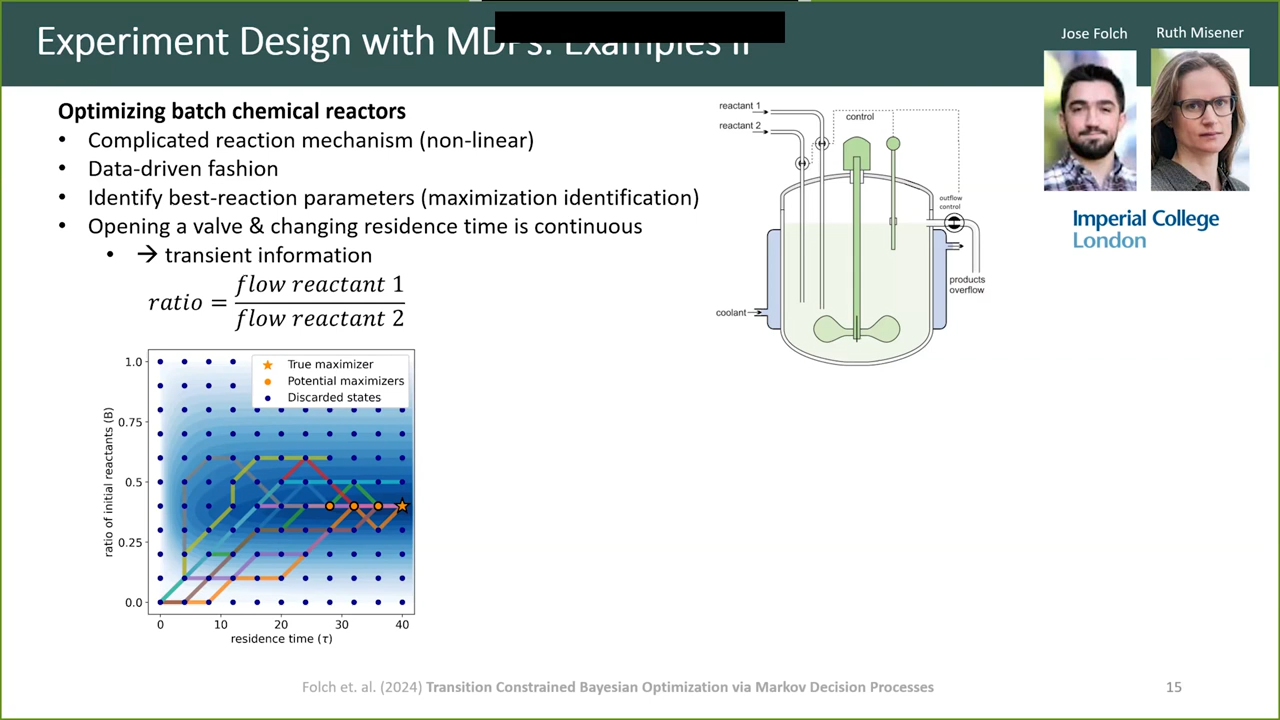 Experiment Design with MDPs: Examples II
Jose Folch
Ruth Misener
Imperial College
London
Optimizing batch chemical reactors
• Complicated reaction mechanism (non-linear)
• Data-driven fashion
• Identify best-reaction parameters (maximization identification)
• Opening a valve & changing residence time is continuous
• → transient information
ratio = flow reactant 1 / flow reactant 2
reactant 1
reactant 2
control
outflow
control
products
overflow
coolant
True maximizer
Potential maximizers
Discarded states
ratio of initial reactants (B)
1.0
0.75
0.5
0.25
0.0
0 10 20 30 40
residence time (τ)
Folch et. al. (2024) Transition Constrained Bayesian Optimization via Markov Decision Processes
15